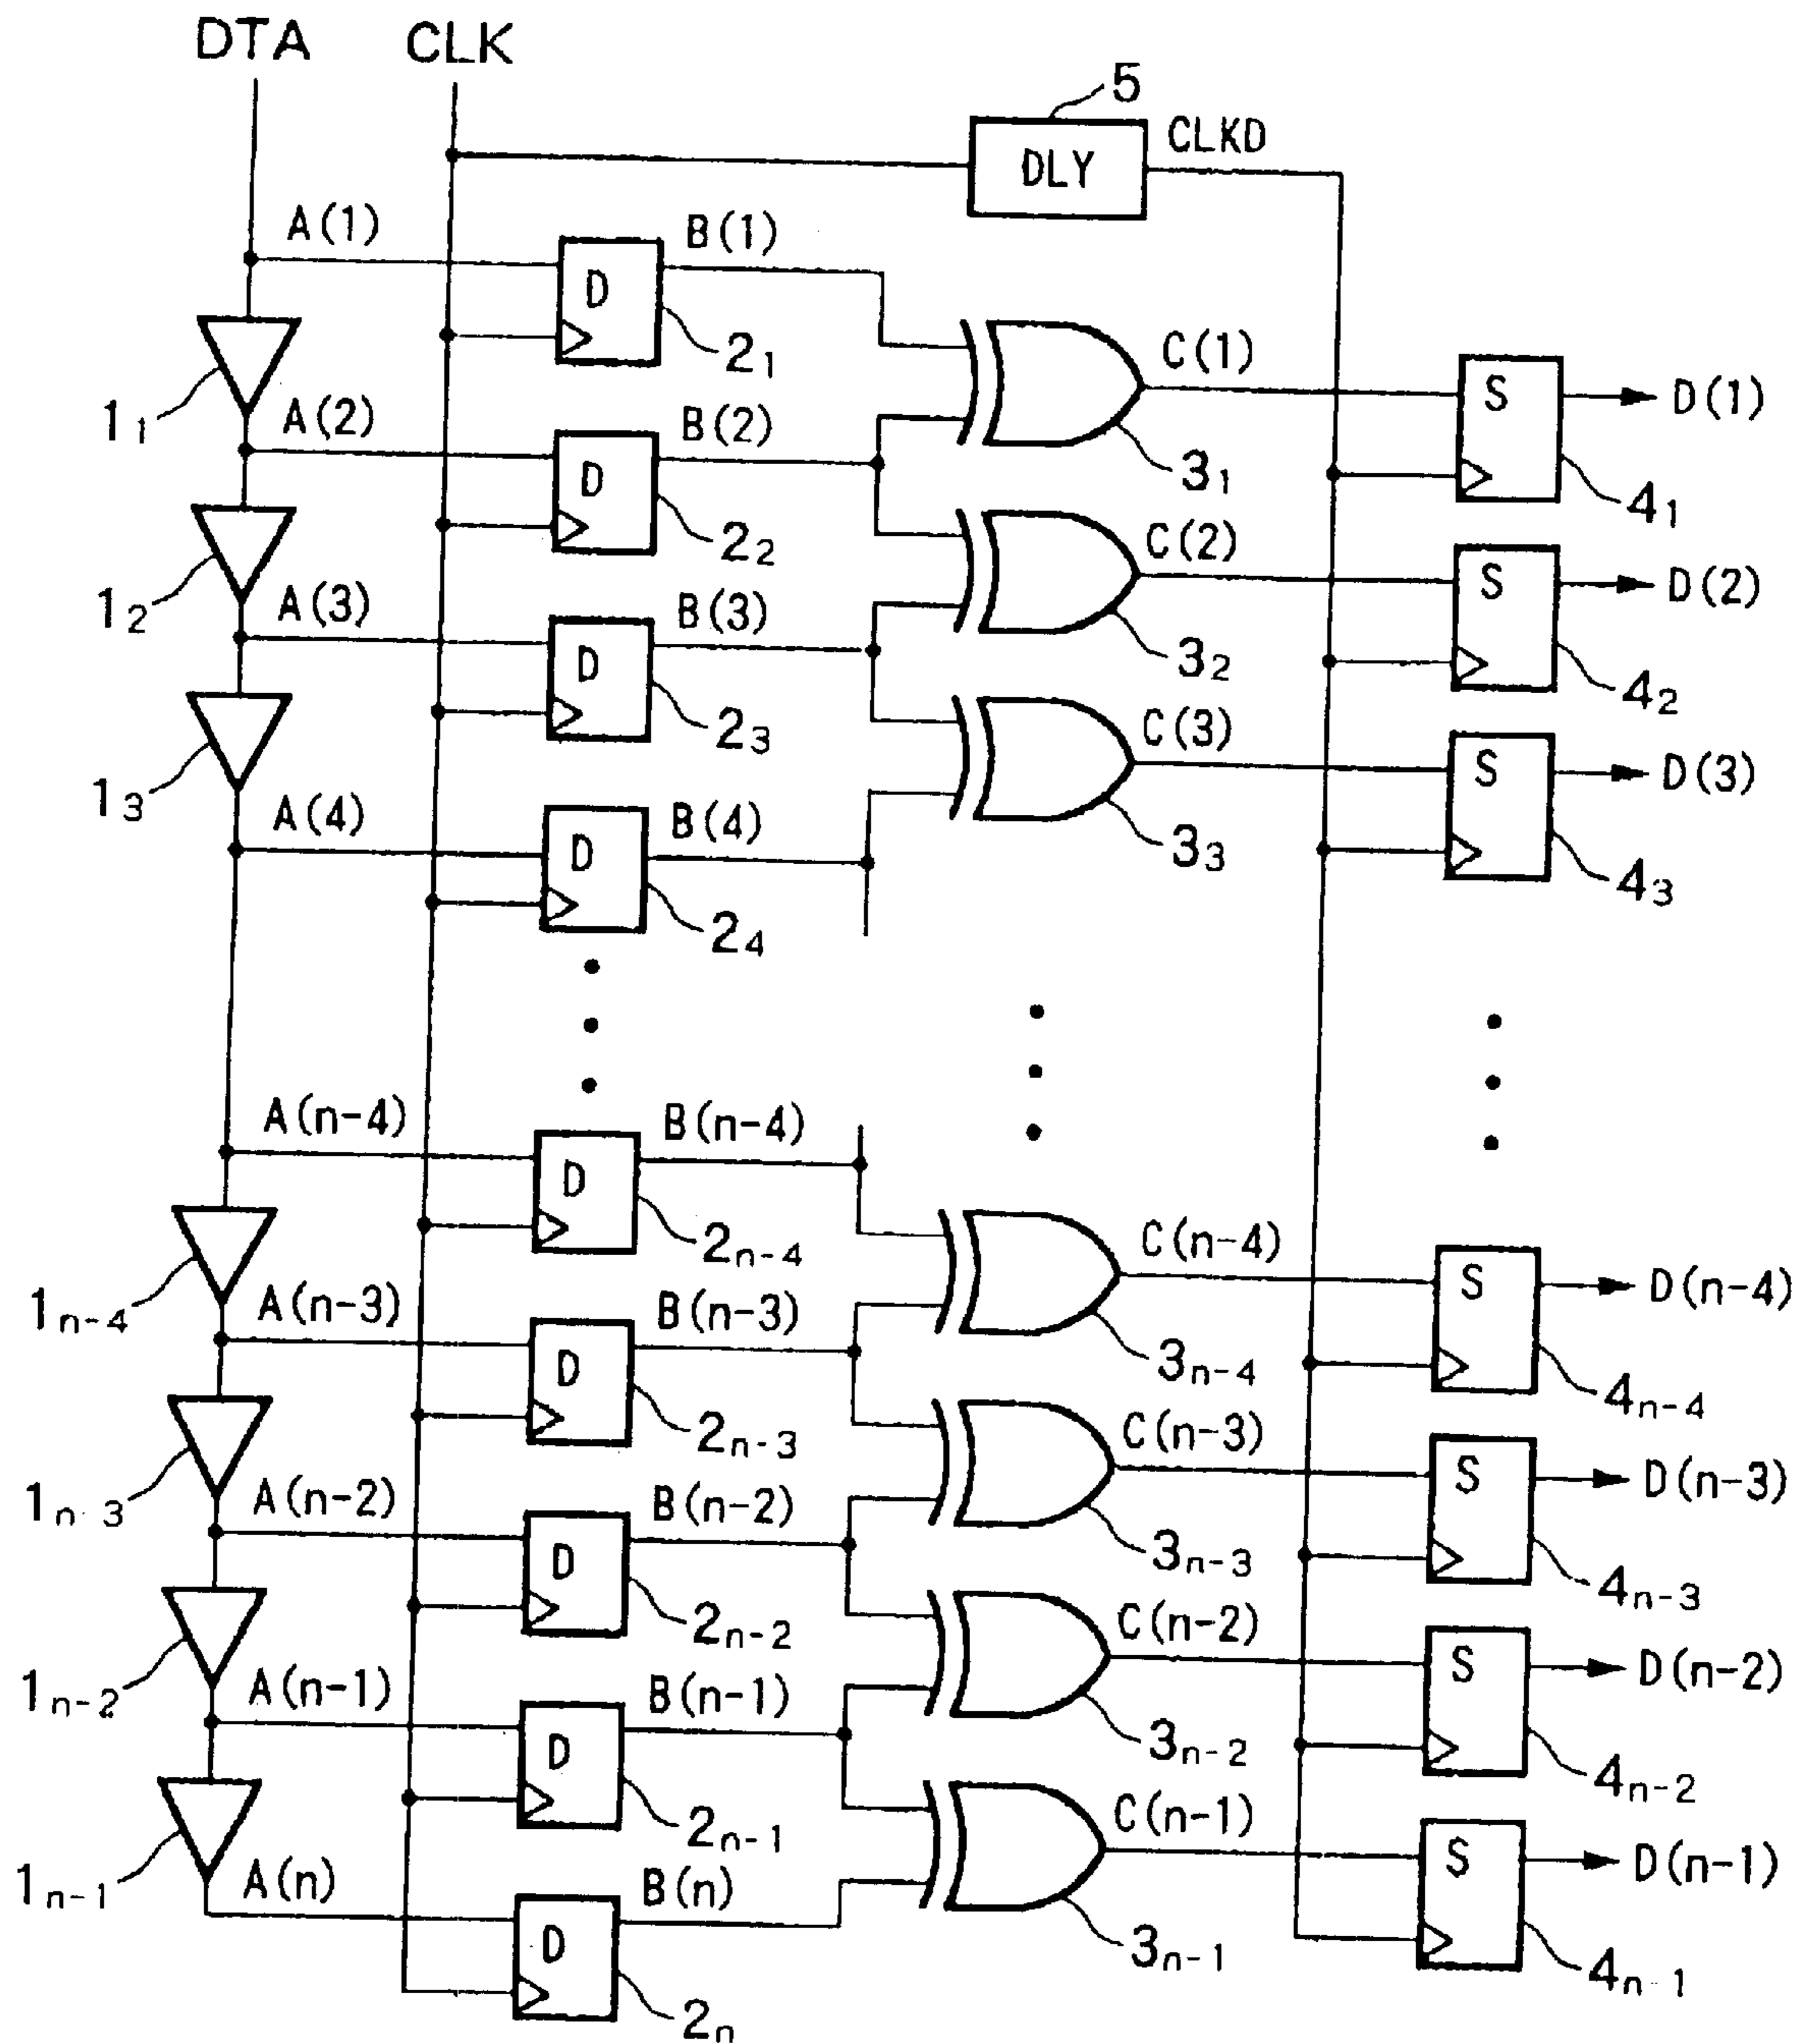 DTA CLK
5
DLY CLKD
A(1) D B(1)
2₁
1₁
C(1) S D(1)
3₁
4₁
A(2) D B(2)
2₂
1₂
C(2) S D(2)
3₂
4₂
A(3) D B(3)
2₃
1₃
C(3) S D(3)
3₃
4₃
A(4) D B(4)
2₄
A(n-4) D B(n-4)
2n-4
1n-4
C(n-4) S D(n-4)
3n-4
4n-4
A(n-3) D B(n-3)
2n-3
1n-3
C(n-3) S D(n-3)
3n-3
4n-3
A(n-2) D B(n-2)
2n-2
1n-2
C(n-2) S D(n-2)
3n-2
4n-2
A(n-1) D B(n-1)
2n-1
1n-1
C(n-1) S D(n-1)
3n-1
4n-1
A(n) D B(n)
2n